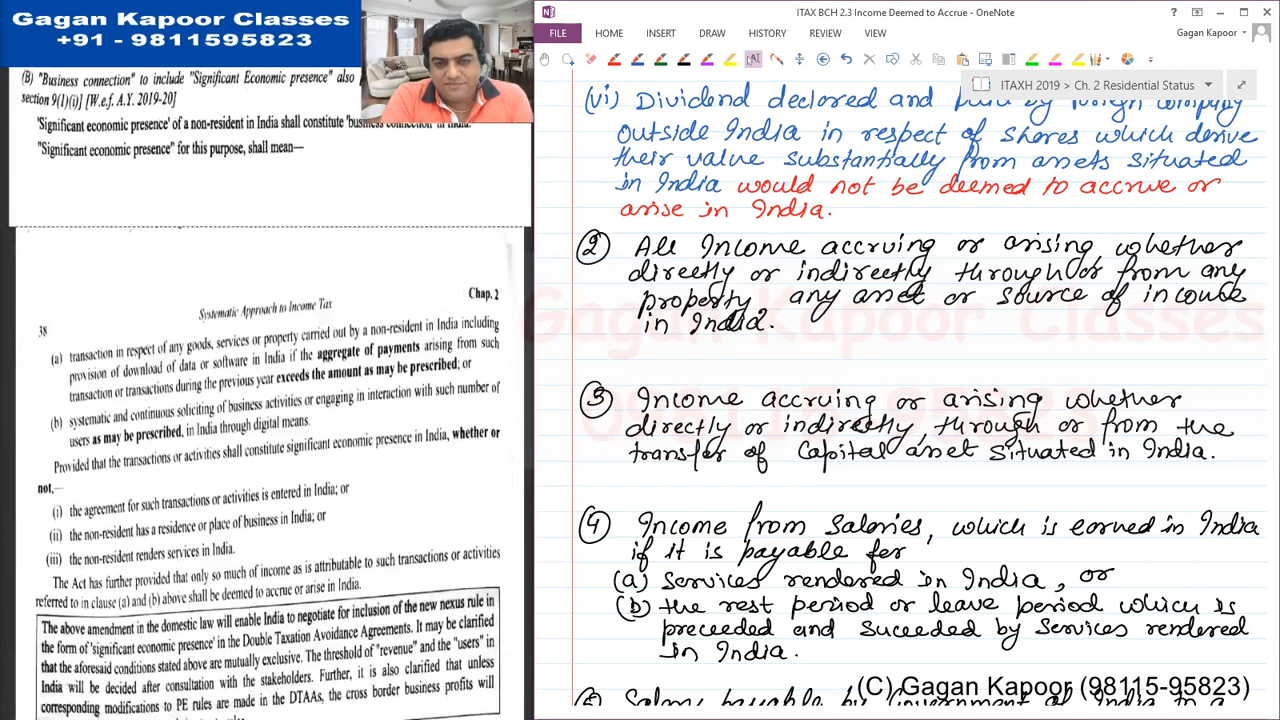 Gagan Kapoor Classes
+91 - 9811595823
(B) "Business connection" to include "Significant Economic presence" also
section 9(1)(i)] [W.e.f. A.Y. 2019-20]
'Significant economic presence' of a non-resident in India shall constitute 'business connection' in India.
"Significant economic presence" for this purpose, shall mean—
38
Systematic Approach to Income Tax
Chap. 2
(a) transaction in respect of any goods, services or property carried out by a non-resident in India including
provision of download of data or software in India if the aggregate of payments arising from such
transaction or transactions during the previous year exceeds the amount as may be prescribed; or
(b) systematic and continuous soliciting of business activities or engaging in interaction with such number of
users as may be prescribed, in India through digital means.
Provided that the transactions or activities shall constitute significant economic presence in India, whether or
not,—
(i) the agreement for such transactions or activities is entered in India; or
(ii) the non-resident has a residence or place of business in India; or
(iii) the non-resident renders services in India.
The Act has further provided that only so much of income as is attributable to such transactions or activities
referred to in clause (a) and (b) above shall be deemed to accrue or arise in India.
The above amendment in the domestic law will enable India to negotiate for inclusion of the new nexus rule in
the form of 'significant economic presence' in the Double Taxation Avoidance Agreements. It may be clarified
that the aforesaid conditions stated above are mutually exclusive. The threshold of "revenue" and the "users" in
India will be decided after consultation with the stakeholders. Further, it is also clarified that unless
corresponding modifications to PE rules are made in the DTAAs, the cross border business profits will
ITAX BCH 2.3 Income Deemed to Accrue - OneNote
FILE HOME INSERT DRAW HISTORY REVIEW VIEW
Gagan Kapoor
ITAXH 2019 > Ch. 2 Residential Status
(vi) Dividend declared and paid by foreign company
outside India in respect of shares which derive
their value substantially from assets situated
in India would not be deemed to accrue or
arise in India.
② All Income accruing or arising, whether
directly or indirectly, through or from any
property, any asset or source of income
in India.
③ Income accruing or arising whether
directly or indirectly, through or from the
transfer of Capital asset situated in India.
④ Income from salaries, which is earned in India
if it is payable for
(a) Services rendered in India, or
(b) the rest period or leave period which is
preceeded and suceeded by services rendered
in India.
⑤ Salary payable by Government of India to a
Gagan Kapoor Classes
(C) Gagan Kapoor (98115-95823)